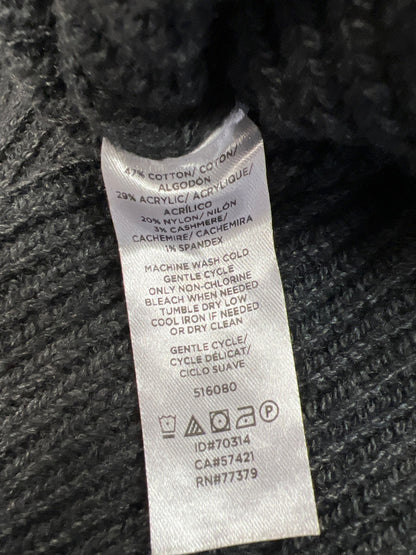 47% COTTON/ COTON/
ALGODÓN
29% ACRYLIC/ ACRYLIQUE/
ACRÍLICO
20% NYLON/ NILÓN
3% CASHMERE/
CACHEMIRE/ CACHEMIRA
1% SPANDEX
MACHINE WASH COLD
GENTLE CYCLE
ONLY NON-CHLORINE
BLEACH WHEN NEEDED
TUMBLE DRY LOW
COOL IRON IF NEEDED
OR DRY CLEAN
GENTLE CYCLE/
CYCLE DÉLICAT/
CICLO SUAVE
516080
P
ID#70314
CA#57421
RN#77379